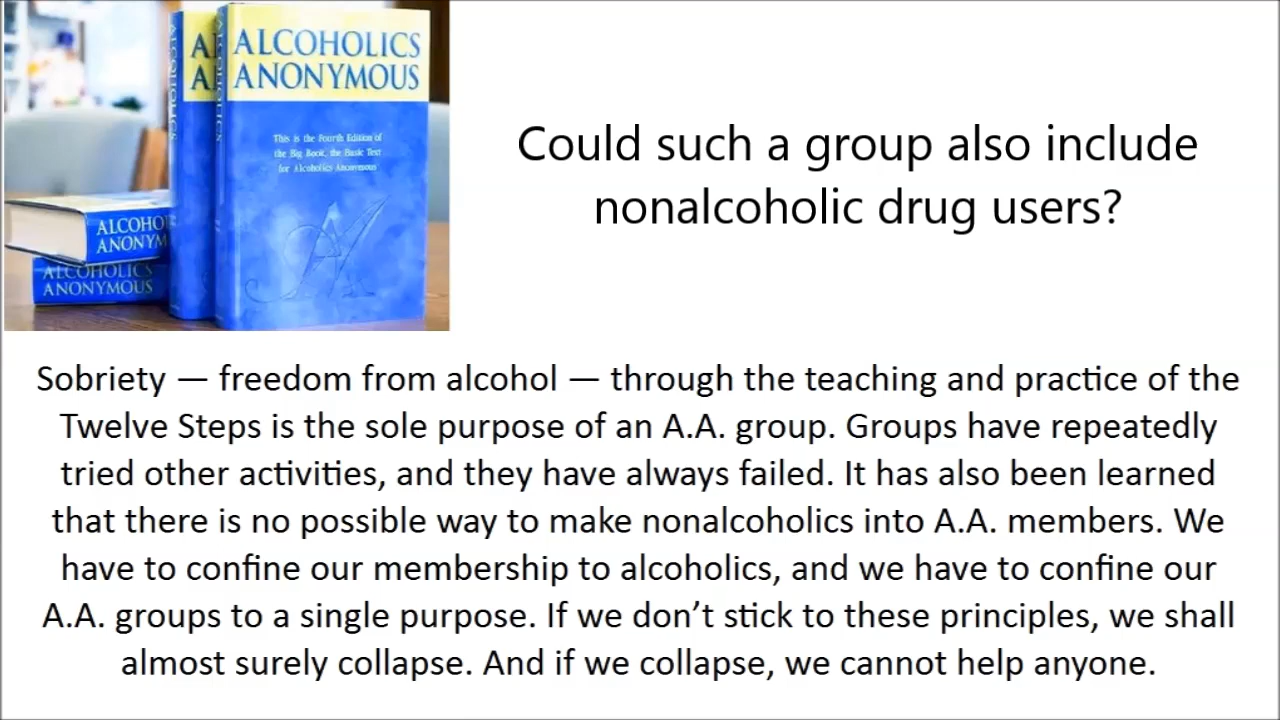 ALCOHOLICS
ANONYMOUS
This is the Fourth Edition of
the Big Book, the Basic Text
for Alcoholics Anonymous
ALCOHO
ANONYM
ALCOHOLICS
ANONYMOUS
Could such a group also include
nonalcoholic drug users?
Sobriety — freedom from alcohol — through the teaching and practice of the
Twelve Steps is the sole purpose of an A.A. group. Groups have repeatedly
tried other activities, and they have always failed. It has also been learned
that there is no possible way to make nonalcoholics into A.A. members. We
have to confine our membership to alcoholics, and we have to confine our
A.A. groups to a single purpose. If we don’t stick to these principles, we shall
almost surely collapse. And if we collapse, we cannot help anyone.